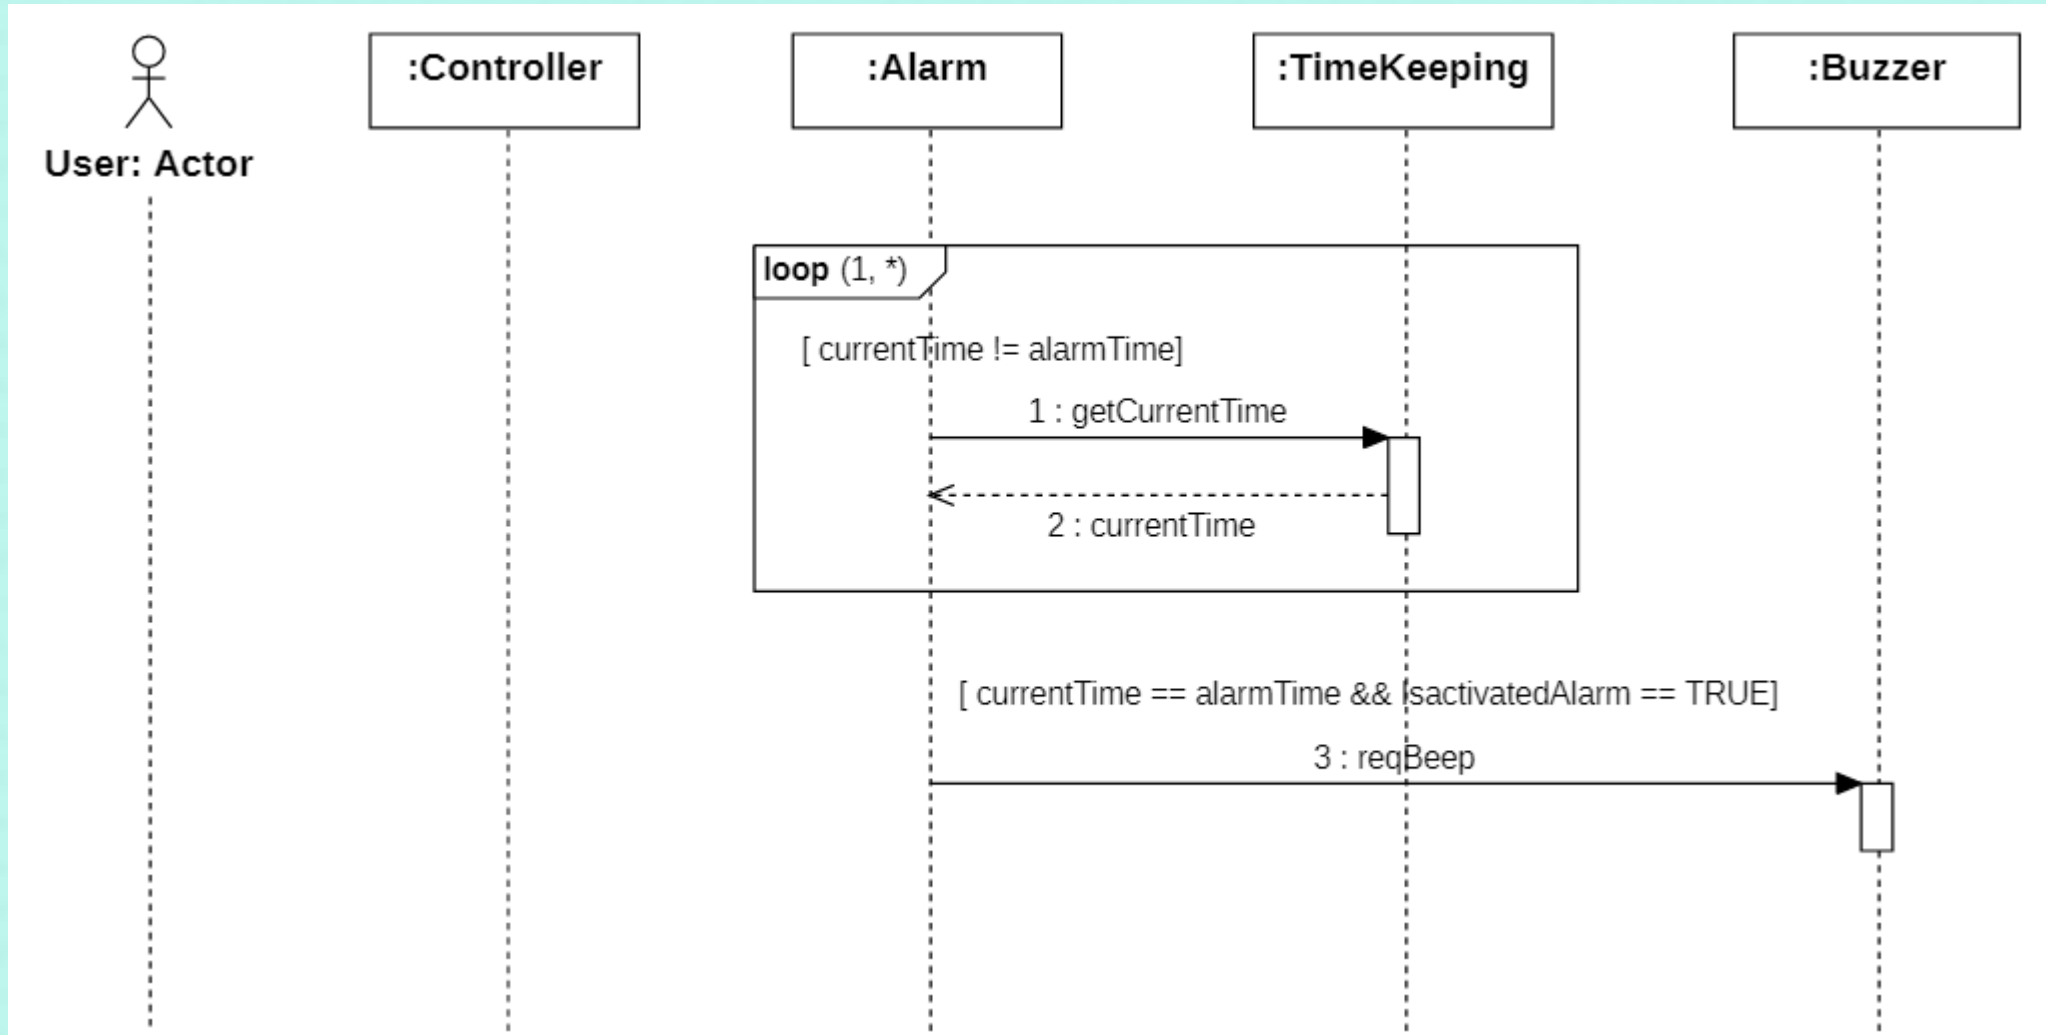 :Controller
:Alarm
:TimeKeeping
:Buzzer
User: Actor
loop (1, *)
[ currentTime != alarmTime]
1 : getCurrentTime
2 : currentTime
[ currentTime == alarmTime && IsactivatedAlarm == TRUE]
3 : reqBeep